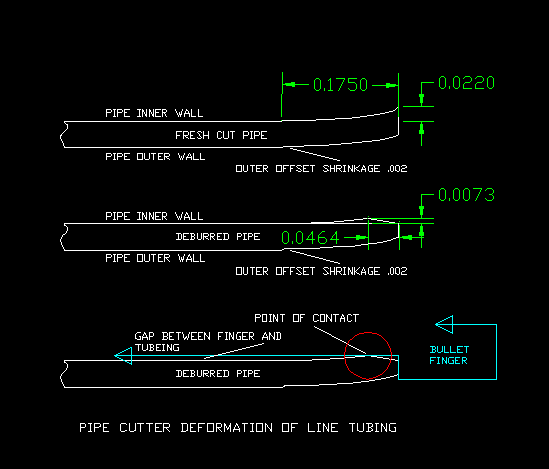 0.1750
0.0220
PIPE INNER WALL
FRESH CUT PIPE
PIPE OUTER WALL
OUTER OFFSET SHRINKAGE .002
0.0073
PIPE INNER WALL
DEBURRED PIPE
0.0464
PIPE OUTER WALL
OUTER OFFSET SHRINKAGE .002
POINT OF CONTACT
GAP BETWEEN FINGER AND
TUBEING
BULLET
FINGER
DEBURRED PIPE
PIPE CUTTER DEFORMATION OF LINE TUBING